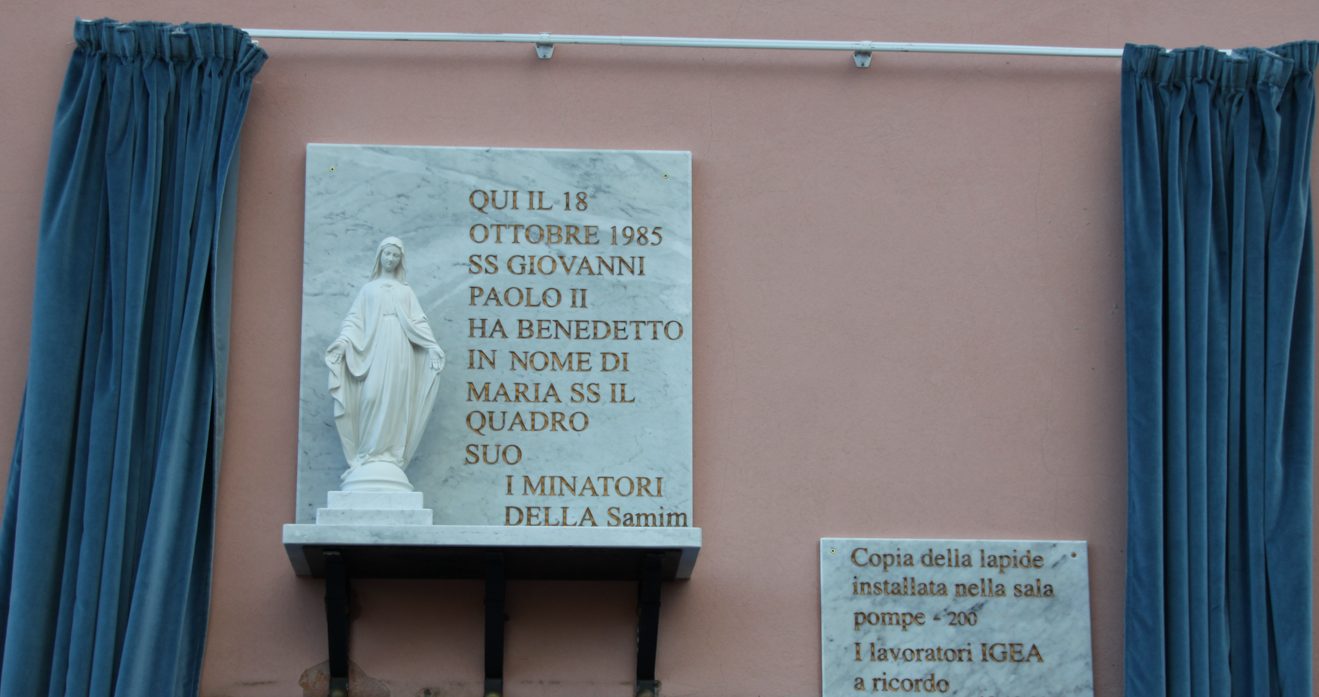 QUI IL 18
OTTOBRE 1985
SS GIOVANNI
PAOLO II
HA BENEDETTO
IN NOME DI
MARIA SS IL
QUADRO
SUO
I MINATORI
DELLA Samim
Copia della lapide
installata nella sala
pompe - 200
I lavoratori IGEA
a ricordo